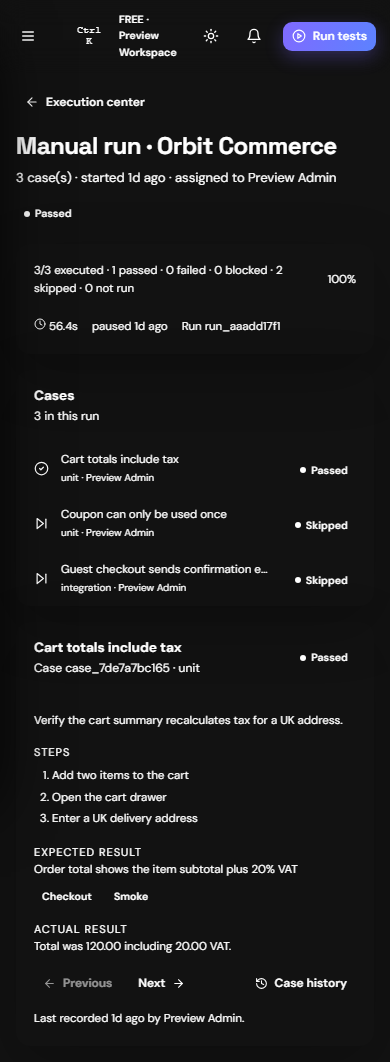 Ctrl
K
FREE ·
Preview
Workspace
Run tests
Execution center
Manual run · Orbit Commerce
3 case(s) · started 1d ago · assigned to Preview Admin
Passed
3/3 executed · 1 passed · 0 failed · 0 blocked · 2
skipped · 0 not run
100%
56.4s paused 1d ago Run run_aaadd17f1
Cases
3 in this run
Cart totals include tax
unit · Preview Admin
Passed
Coupon can only be used once
unit · Preview Admin
Skipped
Guest checkout sends confirmation e...
integration · Preview Admin
Skipped
Cart totals include tax
Case case_7de7a7bc165 · unit
Passed
Verify the cart summary recalculates tax for a UK address.
STEPS
1. Add two items to the cart
2. Open the cart drawer
3. Enter a UK delivery address
EXPECTED RESULT
Order total shows the item subtotal plus 20% VAT
Checkout Smoke
ACTUAL RESULT
Total was 120.00 including 20.00 VAT.
Previous Next Case history
Last recorded 1d ago by Preview Admin.